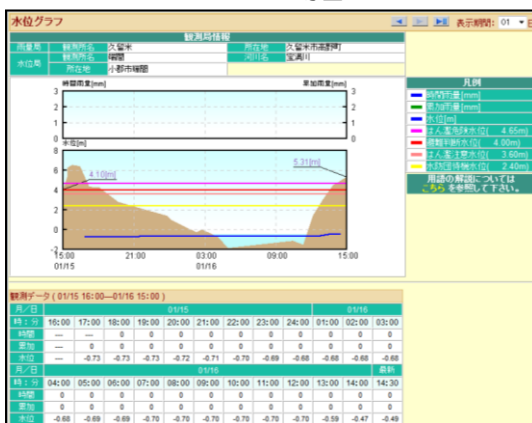 水位グラフ
表示期間: 01
観測局情報
雨量局 観測所名 久留米 所在地 久留米市高野町
水位局 観測所名 端間 河川名 宝満川
所在地 小郡市端間
時間雨量[mm] 累加雨量[mm]
3 3
2 2
1 1
0 0
水位[m]
8
6
4
2
0
-2
4.10[m]
5.31[m]
15:00 21:00 03:00 09:00 15:00
01/15 01/16
凡例
時間雨量[mm]
累加雨量[mm]
水位[m]
はん濫危険水位( 4.65m)
避難判断水位( 4.00m)
はん濫注意水位( 3.60m)
水防団待機水位( 2.40m)
用語の解説については
こちら を参照して下さい。
観測データ ( 01/15 16:00―01/16 15:00 )
月／日 01/15 01/16
時：分 16:00 17:00 18:00 19:00 20:00 21:00 22:00 23:00 24:00 01:00 02:00 03:00
時間 --- --- 0 0 0 0 0 0 0 0 0 0
累加 --- 0 0 0 0 0 0 0 0 0 0 0
水位 --- -0.73 -0.73 -0.73 -0.72 -0.71 -0.70 -0.69 -0.68 -0.68 -0.68 -0.68
月／日 01/16 最新
時：分 04:00 05:00 06:00 07:00 08:00 09:00 10:00 11:00 12:00 13:00 14:00 14:30
時間 0 0 0 0 0 0 0 0 0 0 0 0
累加 0 0 0 0 0 0 0 0 0 0 0 0
水位 -0.68 -0.69 -0.69 -0.70 -0.70 -0.70 -0.70 -0.70 -0.70 -0.59 -0.47 -0.49